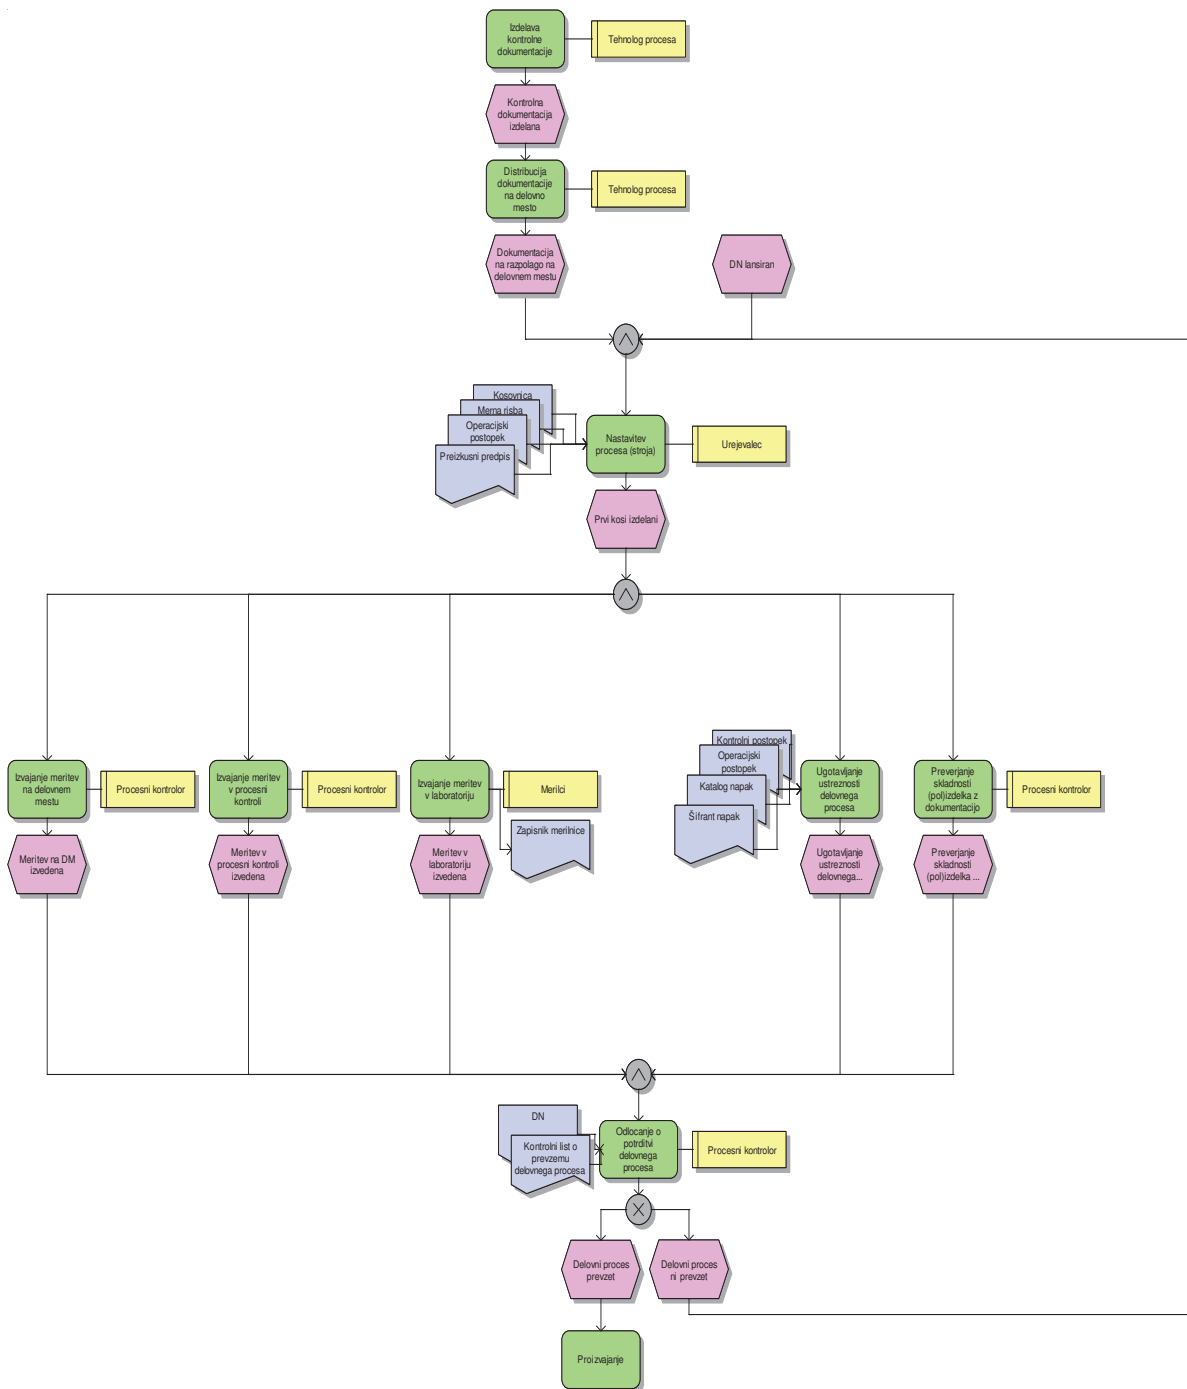 Izdelava
kontrolne
dokumentacije
Tehnolog procesa
Kontrolna
dokumentacija
izdelana
Distribucija
dokumentacije
na delovno
mesto
Tehnolog procesa
Dokumentacija
na razpolago na
delovnem mestu
DN lansiran
Kosovnica
Merna risba
Operacijski
postopek
Preizkusni predpis
Nastavitev
procesa (stroja)
Urejevalec
Prvi kosi izdelani
Izvajanje meritev
na delovnem
mestu
Procesni kontrolor
Izvajanje meritev
v procesni
kontroli
Procesni kontrolor
Izvajanje meritev
v laboratoriju
Merilci
Zapisnik merilnice
Kontrolni postopek
Operacijski
postopek
Katalog napak
Šifrant napak
Ugotavljanje
ustreznosti
delovnega
procesa
Preverjanje
skladnosti
(pol)izdelka z
dokumentacijo
Procesni kontrolor
Meritev na DM
izvedena
Meritev v
procesni kontroli
izvedena
Meritev v
laboratoriju
izvedena
Ugotavljanje
ustreznosti
delovnega...
Preverjanje
skladnosti
(pol)izdelka ...
DN
Kontrolni list o
prevzemu
delovnega procesa
Odlocanje o
potrditvi
delovnega
procesa
Procesni kontrolor
Delovni proces
prevzet
Delovni proces
ni prevzet
Proizvajanje